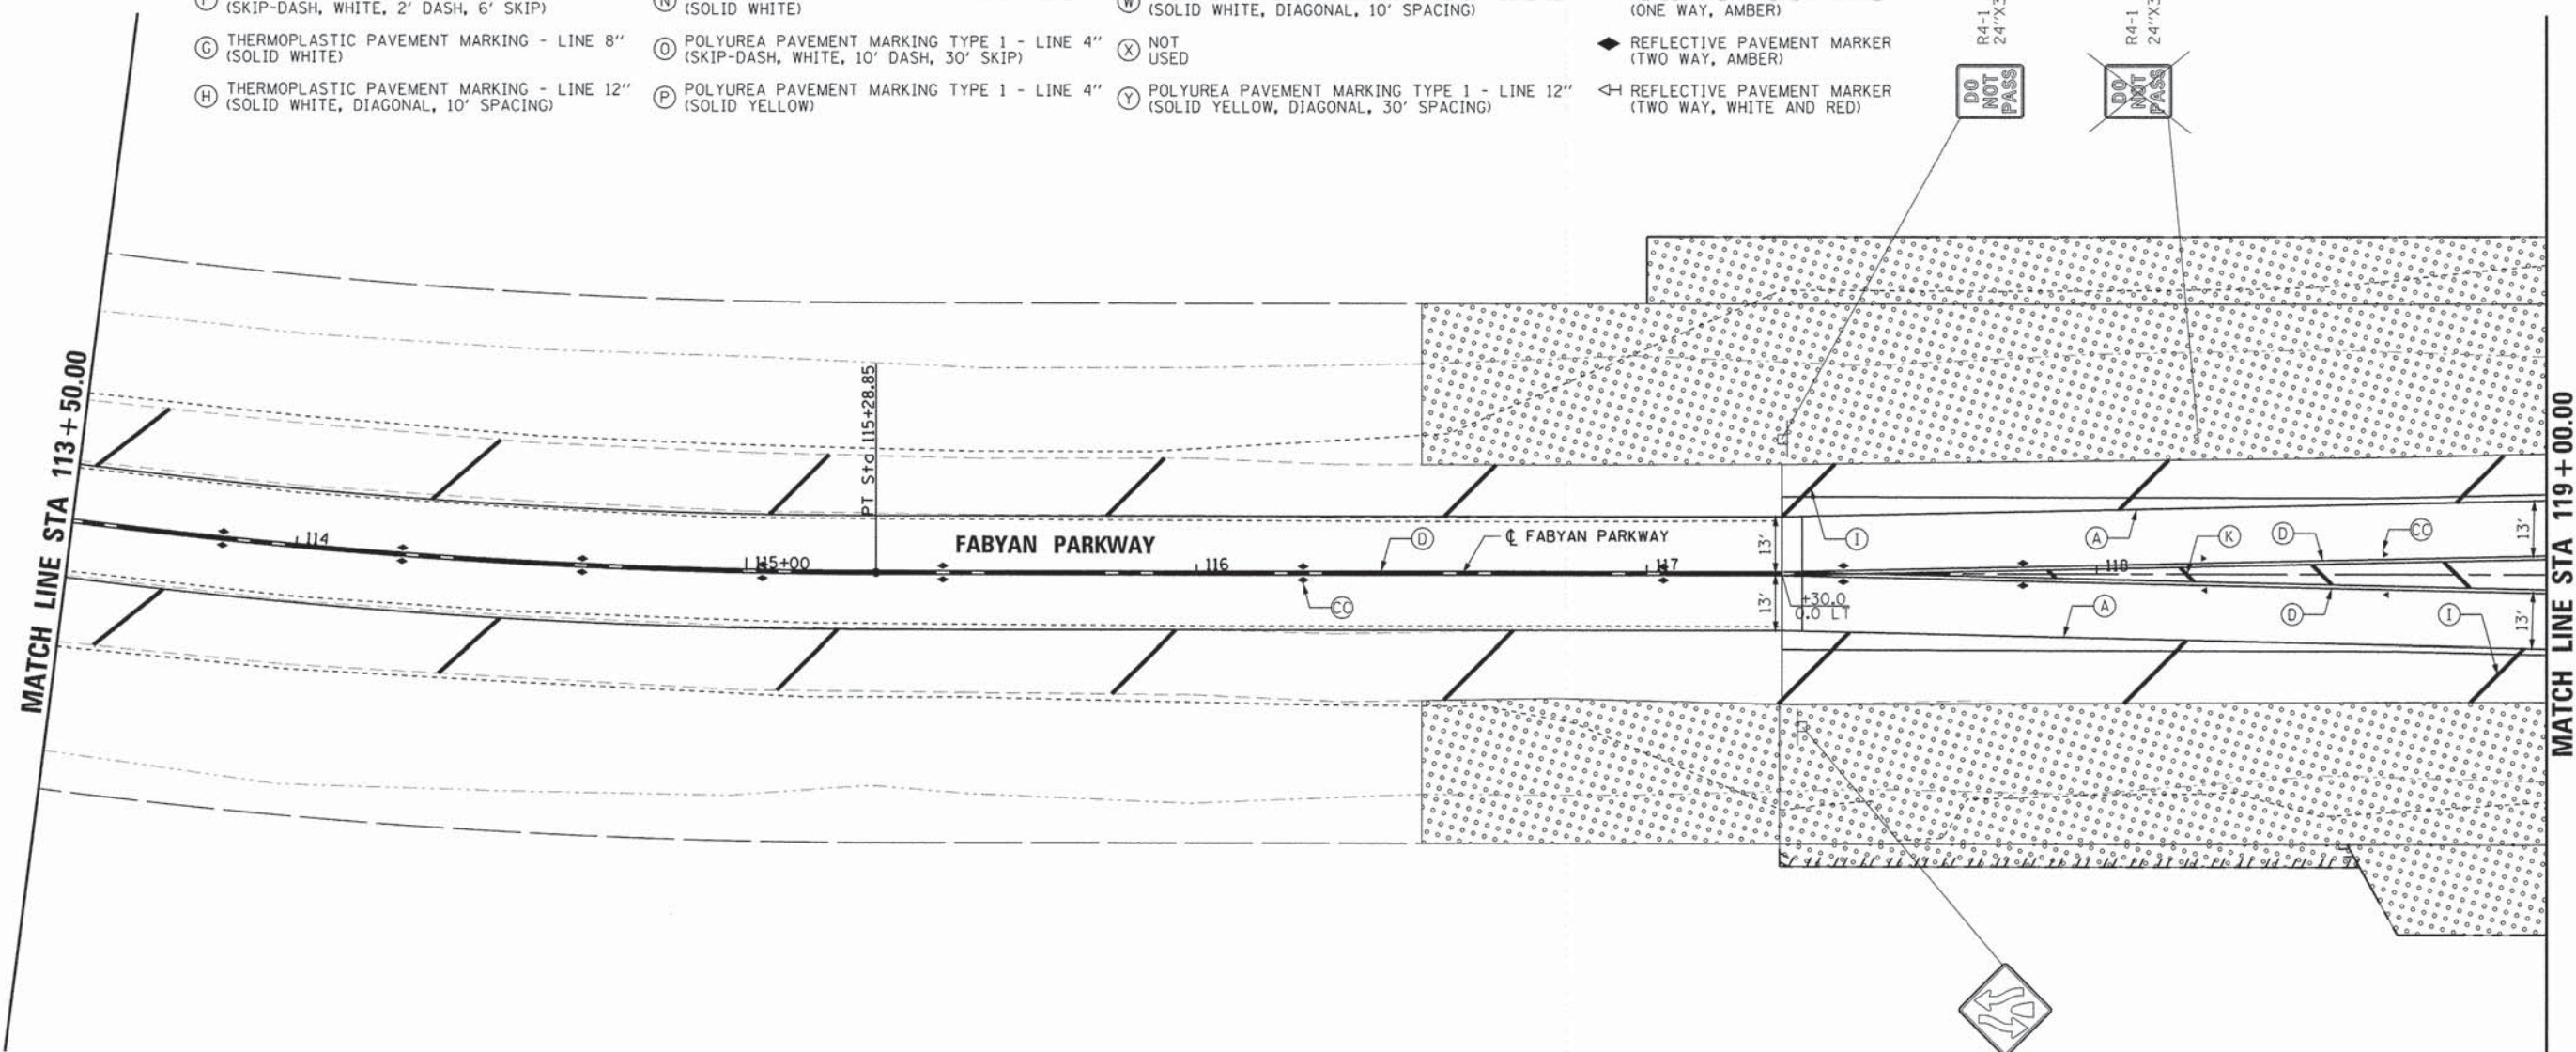 (SKIP-DASH, WHITE, 2' DASH, 6' SKIP)
G THERMOPLASTIC PAVEMENT MARKING - LINE 8"
(SOLID WHITE)
H THERMOPLASTIC PAVEMENT MARKING - LINE 12"
(SOLID WHITE, DIAGONAL, 10' SPACING)
N
(SOLID WHITE)
O POLYUREA PAVEMENT MARKING TYPE 1 - LINE 4"
(SKIP-DASH, WHITE, 10' DASH, 30' SKIP)
P POLYUREA PAVEMENT MARKING TYPE 1 - LINE 4"
(SOLID YELLOW)
W
(SOLID WHITE, DIAGONAL, 10' SPACING)
X NOT
USED
Y POLYUREA PAVEMENT MARKING TYPE 1 - LINE 12"
(SOLID YELLOW, DIAGONAL, 30' SPACING)
(ONE WAY, AMBER)
REFLECTIVE PAVEMENT MARKER
(TWO WAY, AMBER)
REFLECTIVE PAVEMENT MARKER
(TWO WAY, WHITE AND RED)
R4-1
24"X3
DO
NOT
PASS
R4-1
24"X3
DO
NOT
PASS
MATCH LINE STA 113+50.00
114
PT Sta 115+28.85
115+00
FABYAN PARKWAY
116
CC
D
℄ FABYAN PARKWAY
117
13'
13'
+30.0
0.0 LT
I
A
A
118
K
D
D
CC
I
13'
13'
MATCH LINE STA 119+00.00